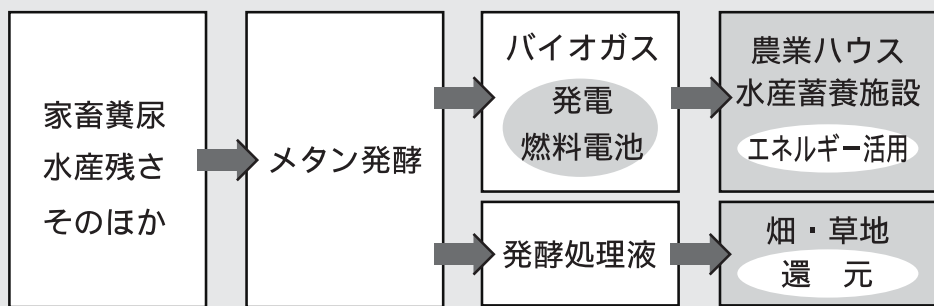 家畜糞尿
水産残さ
そのほか
メタン発酵
バイオガス
発電
燃料電池
農業ハウス
水産蓄養施設
エネルギー活用
発酵処理液
畑・草地
還　元